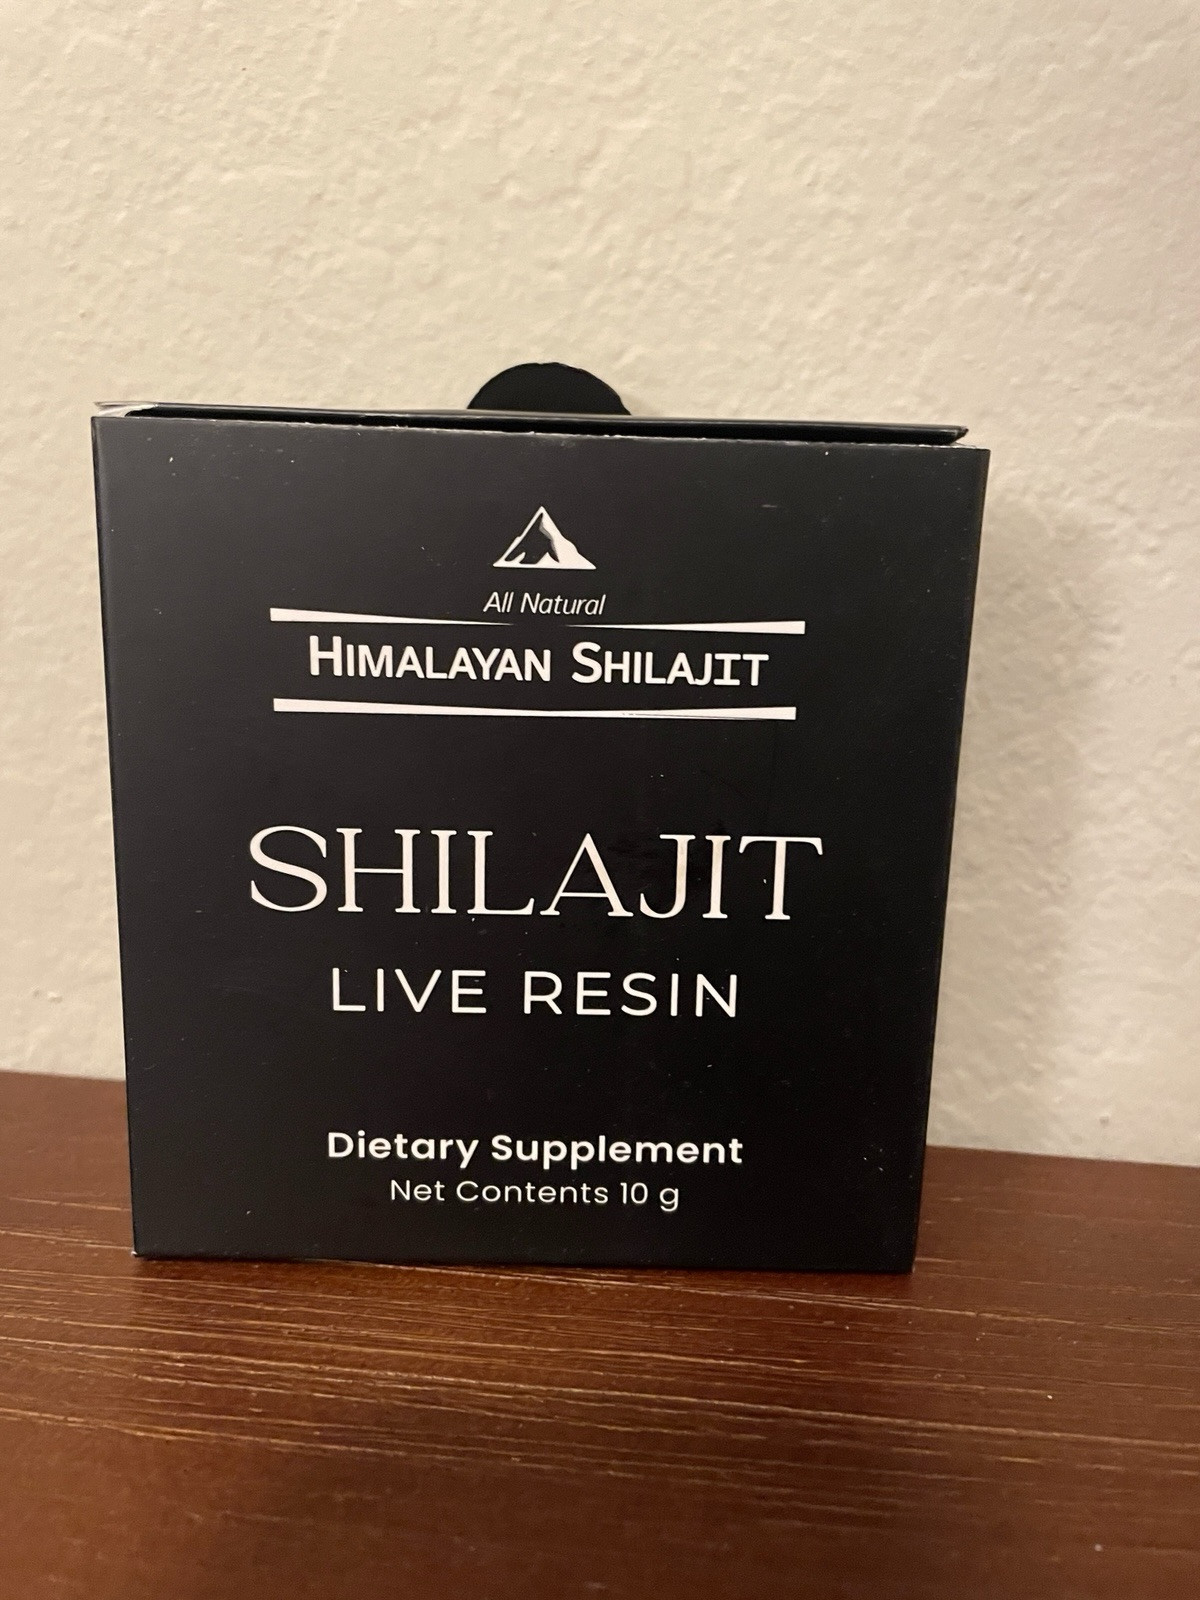 All Natural
Himalayan Shilajit
SHILAJIT
LIVE RESIN
Dietary Supplement
Net Contents 10 g